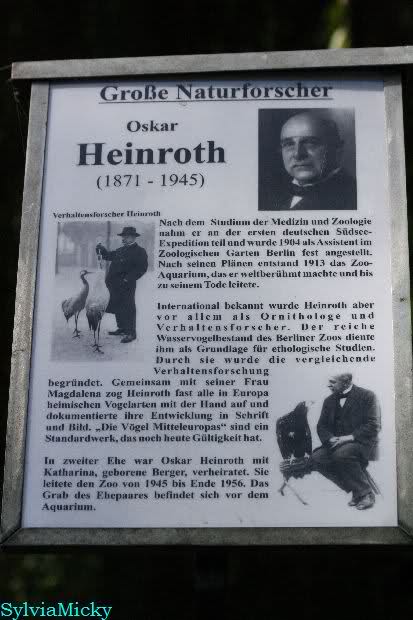 Große Naturforscher
Oskar
Heinroth
(1871 - 1945)
Verhaltensforscher Heinroth
Nach dem Studium der Medizin und Zoologie
nahm er an der ersten deutschen Südsee-
Expedition teil und wurde 1904 als Assistent im
Zoologischen Garten Berlin fest angestellt.
Nach seinen Plänen entstand 1913 das Zoo-
Aquarium, das er weltberühmt machte und bis
zu seinem Tode leitete.
International bekannt wurde Heinroth aber
vor allem als Ornithologe und
Verhaltensforscher. Der reiche
Wasservogelbestand des Berliner Zoos diente
ihm als Grundlage für ethologische Studien.
Durch sie wurde die vergleichende
Verhaltensforschung
begründet. Gemeinsam mit seiner Frau
Magdalena zog Heinroth fast alle in Europa
heimischen Vogelarten mit der Hand auf und
dokumentierte ihre Entwicklung in Schrift
und Bild. „Die Vögel Mitteleuropas“ sind ein
Standardwerk, das noch heute Gültigkeit hat.
In zweiter Ehe war Oskar Heinroth mit
Katharina, geborene Berger, verheiratet. Sie
leitete den Zoo von 1945 bis Ende 1956. Das
Grab des Ehepaares befindet sich vor dem
Aquarium.
SylviaMicky